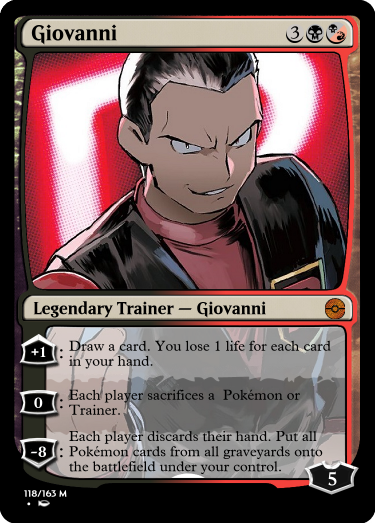 Giovanni 3
Legendary Trainer — Giovanni
+1: Draw a card. You lose 1 life for each card
in your hand.
0: Each player sacrifices a Pokémon or
Trainer.
Each player discards their hand. Put all
-8: Pokémon cards from all graveyards onto
the battlefield under your control.
5
118/163 M